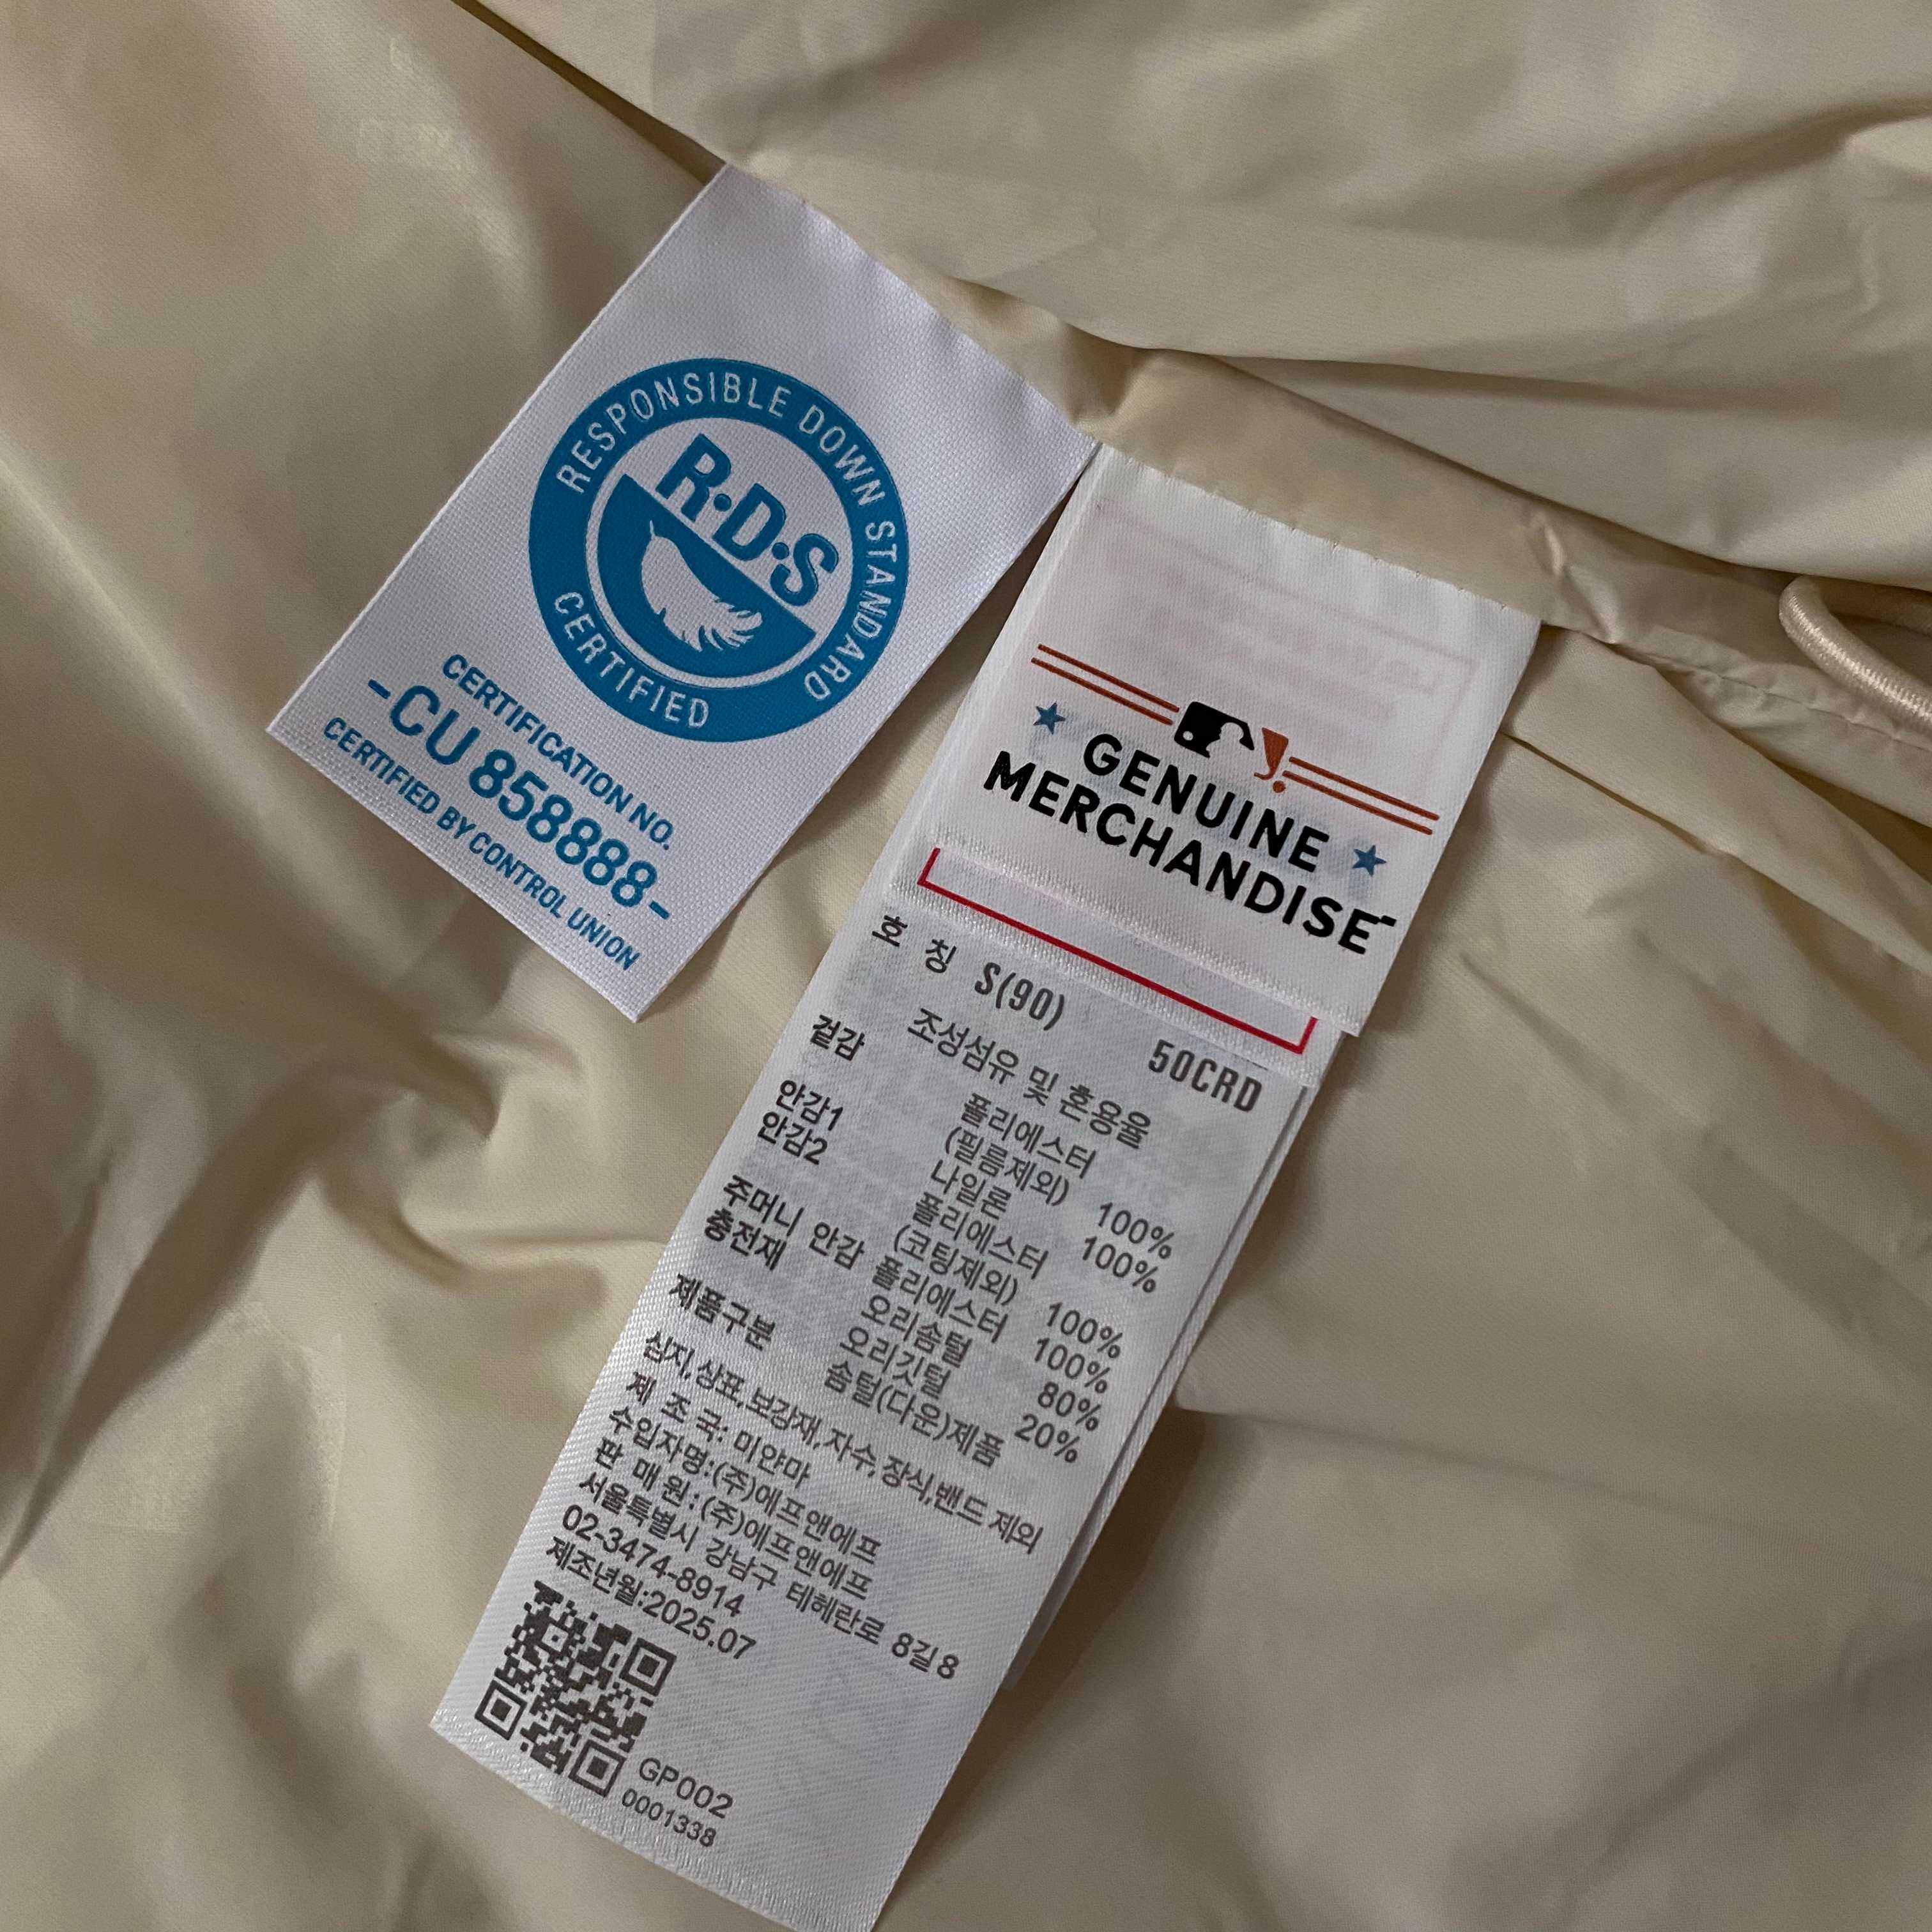 RESPONSIBLE DOWN STANDARD
R·D·S
CERTIFIED
CERTIFICATION NO.
-CU 858888-
CERTIFIED BY CONTROL UNION
GENUINE
MERCHANDISE
호 칭 S(90) 50CRD
조성섬유 및 혼용율
겉감 폴리에스터
(필름제외) 100%
안감1 나일론 100%
안감2 폴리에스터
(코팅제외) 100%
주머니 안감 폴리에스터 100%
충전재 오리솜털 80%
오리깃털 20%
제품구분 솜털(다운)제품
심지,상표,보강재,자수,장식,밴드 제외
제 조 국: 미얀마
수입자명:(주)에프앤에프
판 매 원:(주)에프앤에프
서울특별시 강남구 테헤란로 8길 8
02-3474-8914
제조년월:2025.07
GP002
0001338